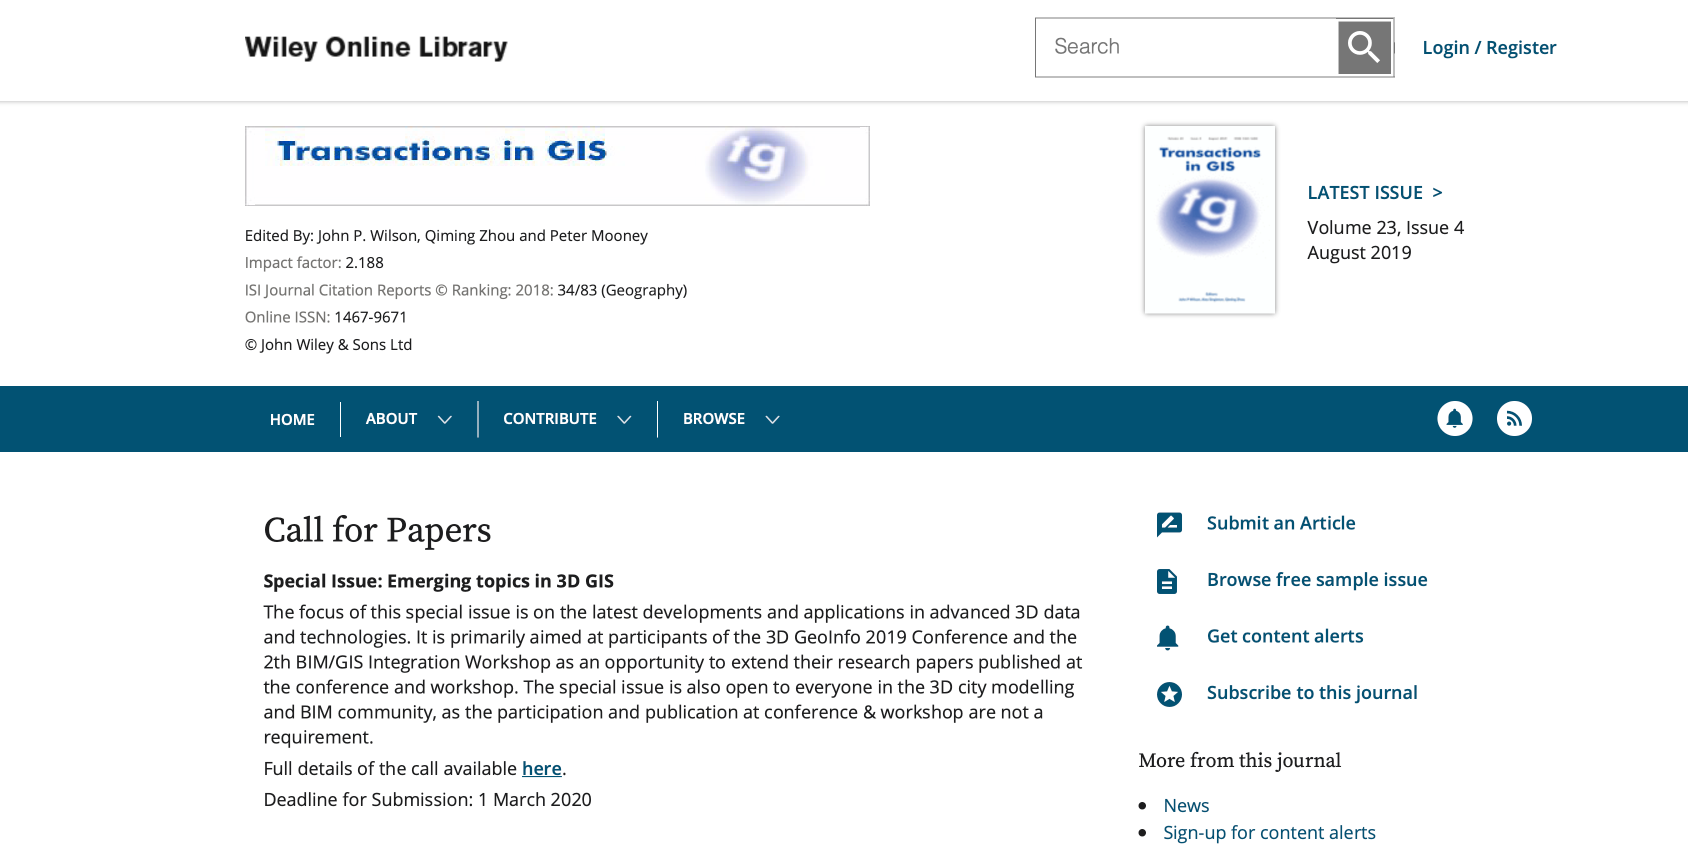 Wiley Online Library
Search
Login / Register
Transactions in GIS
tg
Edited By: John P. Wilson, Qiming Zhou and Peter Mooney
Impact factor: 2.188
ISI Journal Citation Reports © Ranking: 2018: 34/83 (Geography)
Online ISSN: 1467-9671
© John Wiley & Sons Ltd
Transactions
in GIS
tg
LATEST ISSUE >
Volume 23, Issue 4
August 2019
HOME
ABOUT
CONTRIBUTE
BROWSE
Call for Papers
Special Issue: Emerging topics in 3D GIS
The focus of this special issue is on the latest developments and applications in advanced 3D data
and technologies. It is primarily aimed at participants of the 3D GeoInfo 2019 Conference and the
2th BIM/GIS Integration Workshop as an opportunity to extend their research papers published at
the conference and workshop. The special issue is also open to everyone in the 3D city modelling
and BIM community, as the participation and publication at conference & workshop are not a
requirement.
Full details of the call available here.
Deadline for Submission: 1 March 2020
Submit an Article
Browse free sample issue
Get content alerts
Subscribe to this journal
More from this journal
News
Sign-up for content alerts